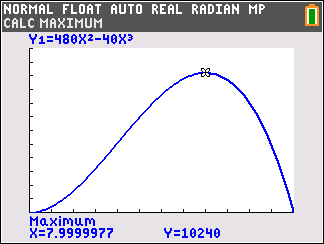 NORMAL FLOAT AUTO REAL RADIAN MP
CALC MAXIMUM
Y₁=480X²-40X³
Maximum
X=7.9999977 Y=10240